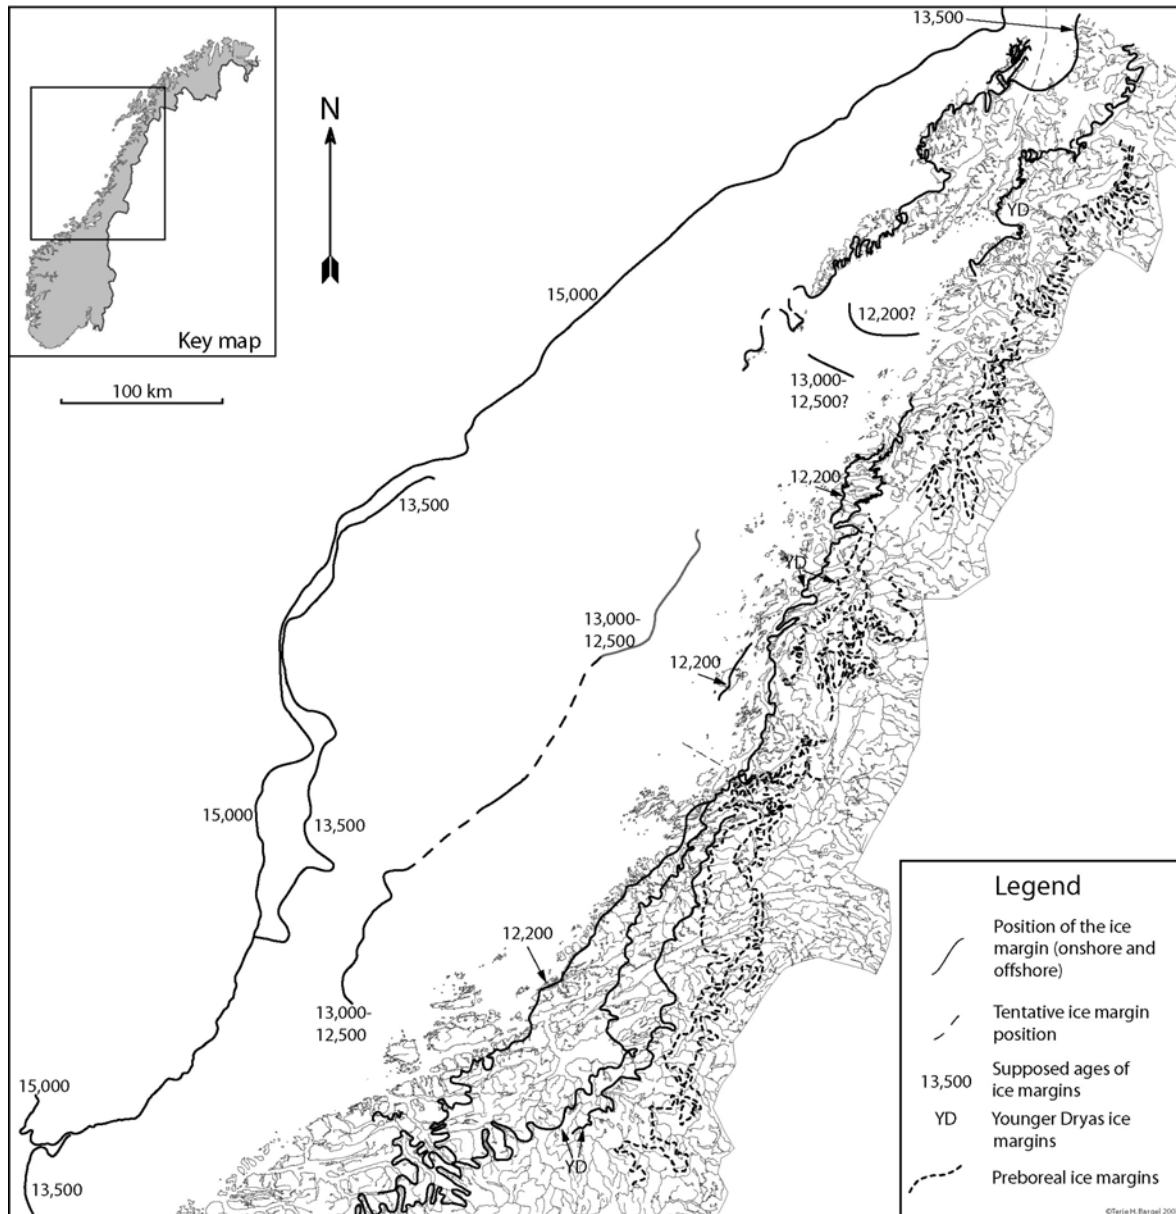 13,500
N
Key map
100 km
15,000
YD
12,200?
13,000-
12,500?
13,500
12,200
YD
13,000-
12,500
12,200
15,000
13,500
12,200
13,000-
12,500
15,000
13,500
YD
Legend
Position of the ice
margin (onshore and
offshore)
Tentative ice margin
position
13,500
Supposed ages of
ice margins
YD
Younger Dryas ice
margins
Preboreal ice margins
©Terje H. Bargel